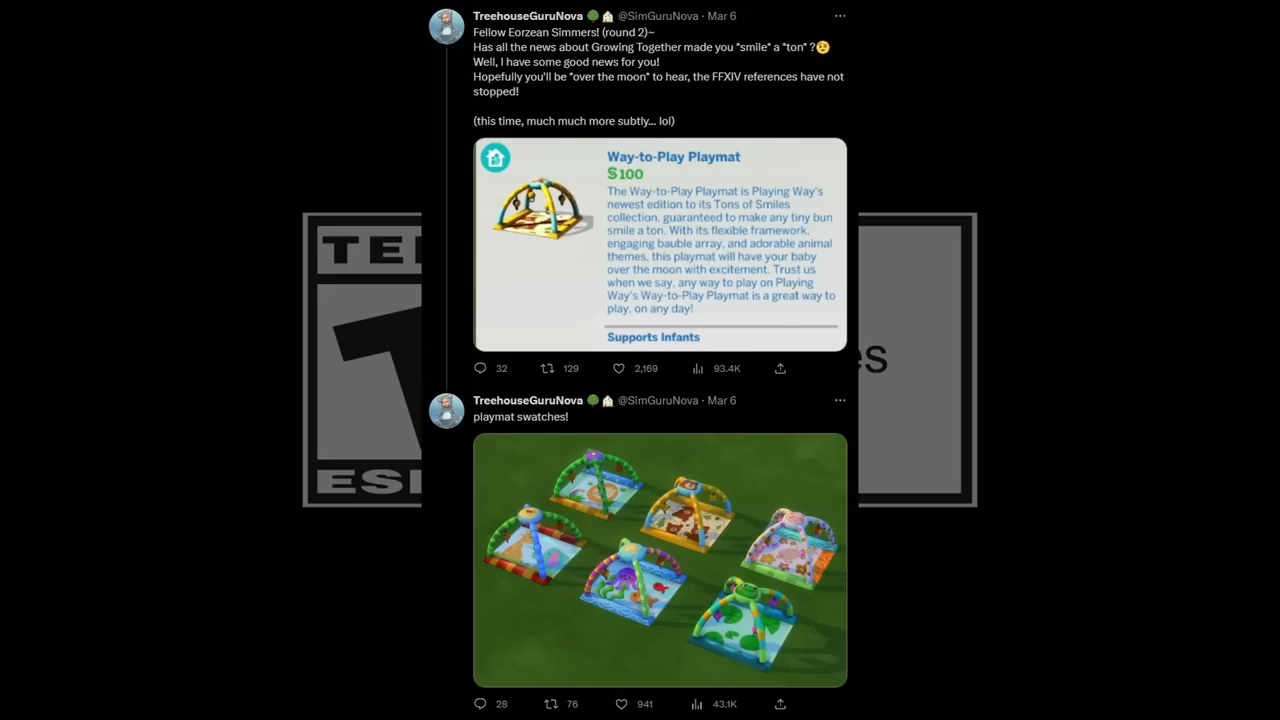 TreehouseGuruNova 🌳🏠 @SimGuruNova · Mar 6
Fellow Eorzean Simmers! (round 2)~
Has all the news about Growing Together made you *smile* a *ton* ?🤨
Well, I have some good news for you!
Hopefully you'll be *over the moon* to hear, the FFXIV references have not
stopped!
(this time, much much more subtly... lol)
Way-to-Play Playmat
§100
The Way-to-Play Playmat is Playing Way's
newest edition to its Tons of Smiles
collection, guaranteed to make any tiny bun
smile a ton. With its flexible framework,
engaging bauble array, and adorable animal
themes, this playmat will have your baby
over the moon with excitement. Trust us
when we say, any way to play on Playing
Way's Way-to-Play Playmat is a great way to
play, on any day!
Supports Infants
32 129 2,169 93.4K
TreehouseGuruNova 🌳🏠 @SimGuruNova · Mar 6
playmat swatches!
28 76 941 43.1K